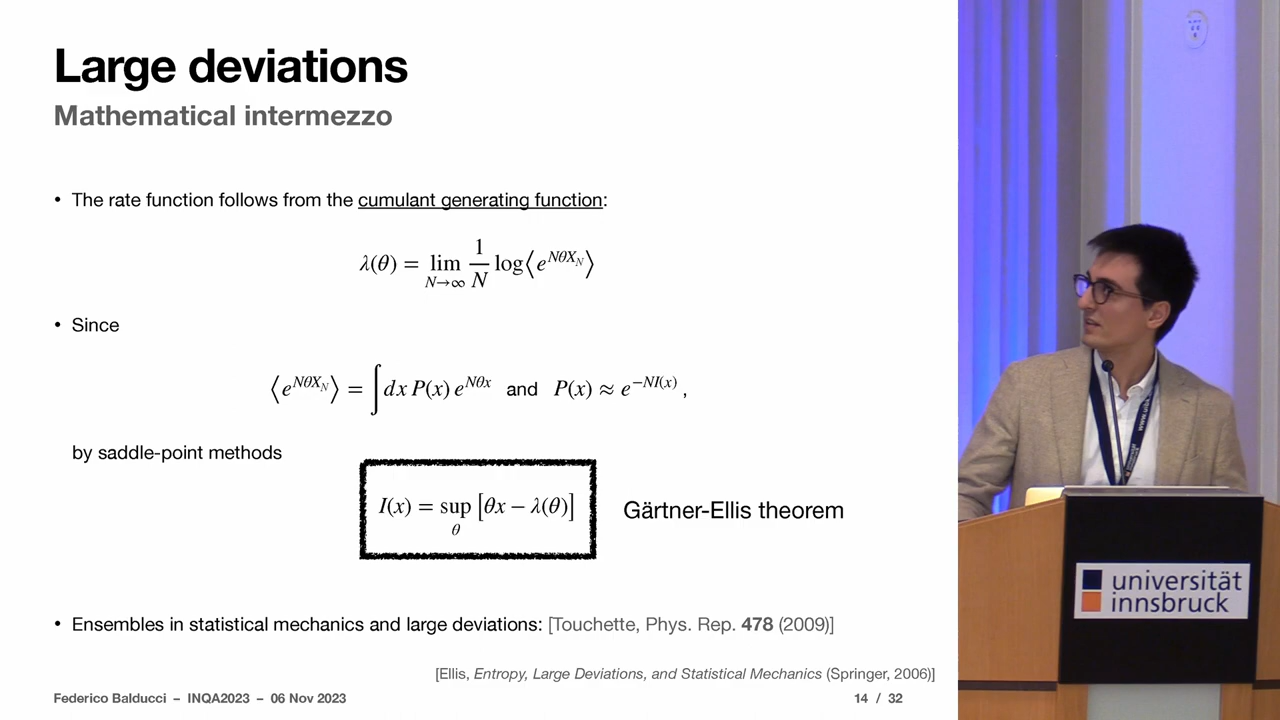 Large deviations
Mathematical intermezzo
• The rate function follows from the cumulant generating function:
λ(θ) = lim_{N→∞} 1/N log⟨e^{NθX_N}⟩
• Since
⟨e^{NθX_N}⟩ = ∫dx P(x) e^{Nθx} and P(x) ≈ e^{−NI(x)} ,
by saddle-point methods
I(x) = sup_θ [θx − λ(θ)]
Gärtner-Ellis theorem
• Ensembles in statistical mechanics and large deviations: [Touchette, Phys. Rep. 478 (2009)]
[Ellis, Entropy, Large Deviations, and Statistical Mechanics (Springer, 2006)]
Federico Balducci – INQA2023 – 06 Nov 2023
14 / 32
universität
innsbruck